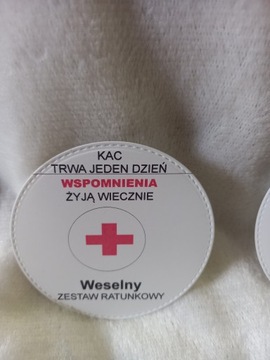 KAC
TRWA JEDEN DZIEŃ
WSPOMNIENIA
ŻYJĄ WIECZNIE
Weselny
ZESTAW RATUNKOWY